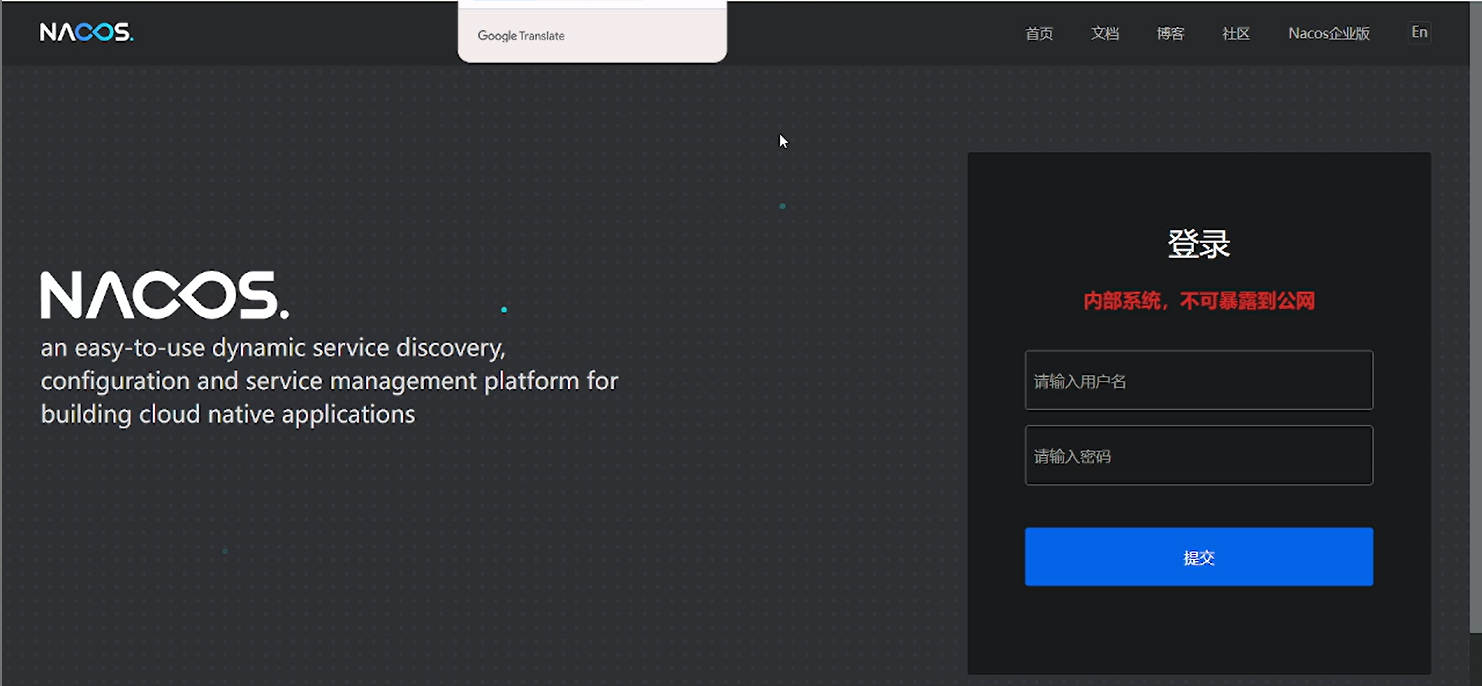 NACOS.
Google Translate
首页
文档
博客
社区
Nacos企业版
En
NACOS.
an easy-to-use dynamic service discovery,
configuration and service management platform for
building cloud native applications
登录
内部系统，不可暴露到公网
请输入用户名
请输入密码
提交